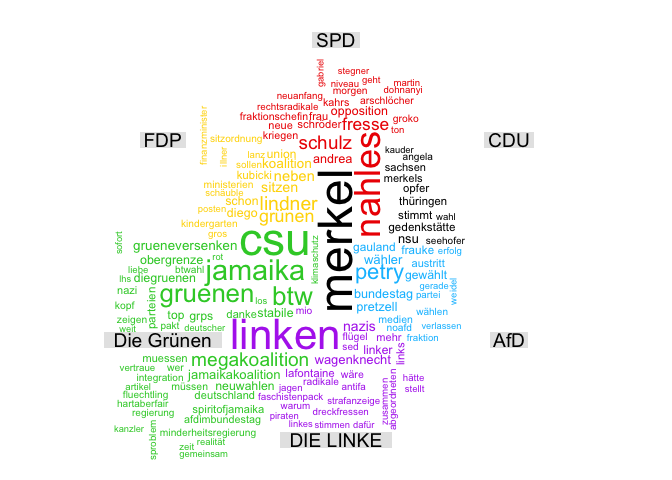 SPD
gabriel
stegner
niveau geht martin
neuanfang morgen dohnanyi
rechtsradikale kahrs arschlöcher
fraktionschefin frau opposition
neue schröder fresse groko
kriegen schulz ton
andrea
nahles
FDP
finanzminister
sitzordnung
illner lanz union
sollen koalition
kubicki neben
ministerien sitzen
schäuble schon lindner
posten diego grünen
kindergarten
gros
CDU
kauder
angela
sachsen
merkels
opfer
thüringen
stimmt wahl
gedenkstätte
nsu seehofer
merkel
sofort
grueneversenken csu
rot
klimaschutz
obergrenze
liebe btwahl jamaika
lhs diegruenen
nazi gruenen btw
los
kopf parteien
zeigen top grps danke stabile mio
weit pakt deutscher
Die Grünen
gauland frauke erfolg
wähler austritt
petry gewählt
gerade
bundestag partei weidel
pretzell wählen
medien
noafd verlassen
fraktion
AfD
linken nazis
flügel mehr
sed linker links
wagenknecht
muessen megakoalition
vertraue wer jamaikakoalition lafontaine wäre hätte
integration radikale zusammen abgeordneten stellt
artikel müssen neuwahlen jagen antifa
fluechtling deutschland faschistenpack strafanzeige
hartaberfair spiritofjamaika warum dreckfressen
regierung afdimbundestag piraten
kanzler linkes stimmen dafür
minderheitsregierung
sproblem realität
zeit
gemeinsam
DIE LINKE